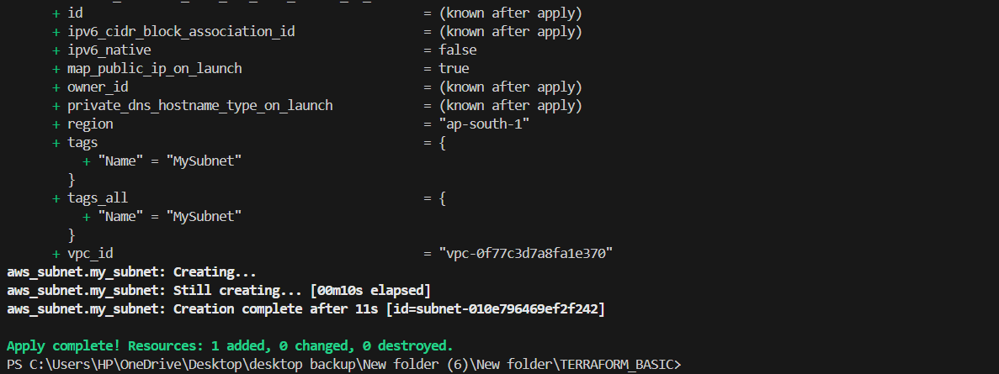 + id = (known after apply)
+ ipv6_cidr_block_association_id = (known after apply)
+ ipv6_native = false
+ map_public_ip_on_launch = true
+ owner_id = (known after apply)
+ private_dns_hostname_type_on_launch = (known after apply)
+ region = "ap-south-1"
+ tags = {
+ "Name" = "MySubnet"
}
+ tags_all = {
+ "Name" = "MySubnet"
}
+ vpc_id = "vpc-0f77c3d7a8fa1e370"
aws_subnet.my_subnet: Creating...
aws_subnet.my_subnet: Still creating... [00m10s elapsed]
aws_subnet.my_subnet: Creation complete after 11s [id=subnet-010e796469ef2f242]
Apply complete! Resources: 1 added, 0 changed, 0 destroyed.
PS C:\Users\HP\OneDrive\Desktop\desktop backup\New folder (6)\New folder\TERRAFORM_BASIC>